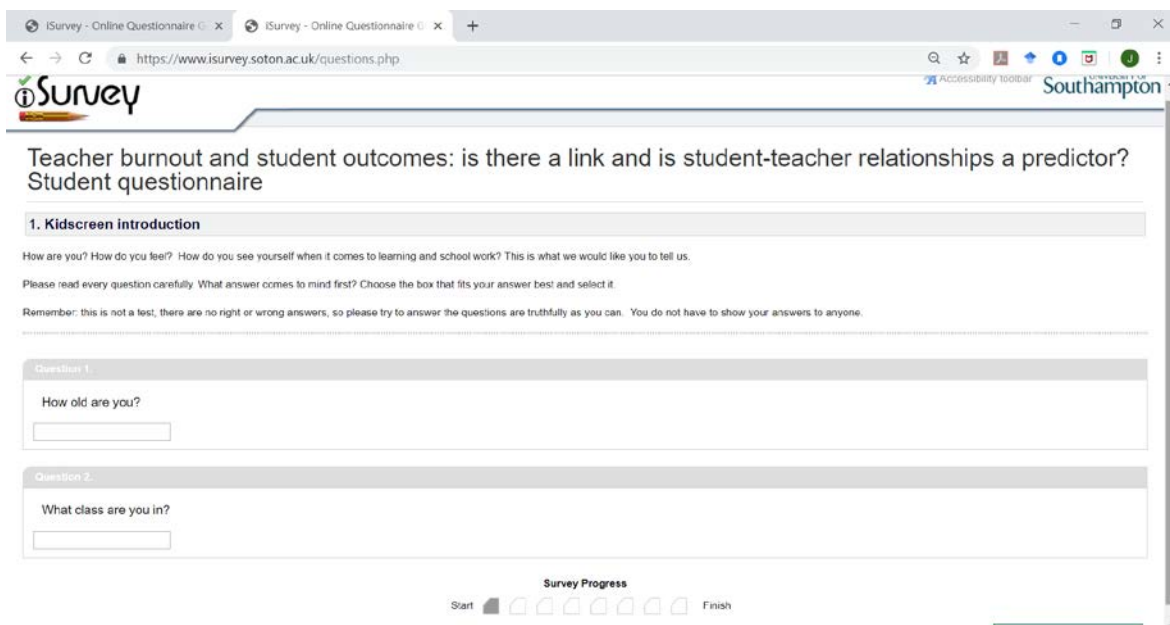 iSurvey - Online Questionnaire G
iSurvey - Online Questionnaire G
https://www.isurvey.soton.ac.uk/questions.php
J
iSurvey
Accessibility toolbar
Southampton
Teacher burnout and student outcomes: is there a link and is student-teacher relationships a predictor?
Student questionnaire
1. Kidscreen introduction
How are you? How do you feel? How do you see yourself when it comes to learning and school work? This is what we would like you to tell us.
Please read every question carefully. What answer comes to mind first? Choose the box that fits your answer best and select it.
Remember: this is not a test, there are no right or wrong answers, so please try to answer the questions are truthfully as you can. You do not have to show your answers to anyone.
Question 1.
How old are you?
Question 2.
What class are you in?
Survey Progress
Start Finish